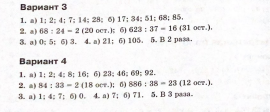 Вариант 3
1. а) 1; 2; 4; 7; 14; 28; б) 17; 34; 51; 68; 85.
2. а) 68 : 24 = 2 (20 ост.); б) 623 : 37 = 16 (31 ост.).
3. а) 0; 5; б) 3. 4. а) 21; б) 105. 5. В 2 раза.
Вариант 4
1. а) 1; 2; 4; 8; 16; б) 23; 46; 69; 92.
2. а) 84 : 33 = 2 (18 ост.); б) 886 : 38 = 23 (12 ост.).
3. а) 1; 4; 7; б) 0. 4. а) 7; б) 71. 5. В 3 раза.